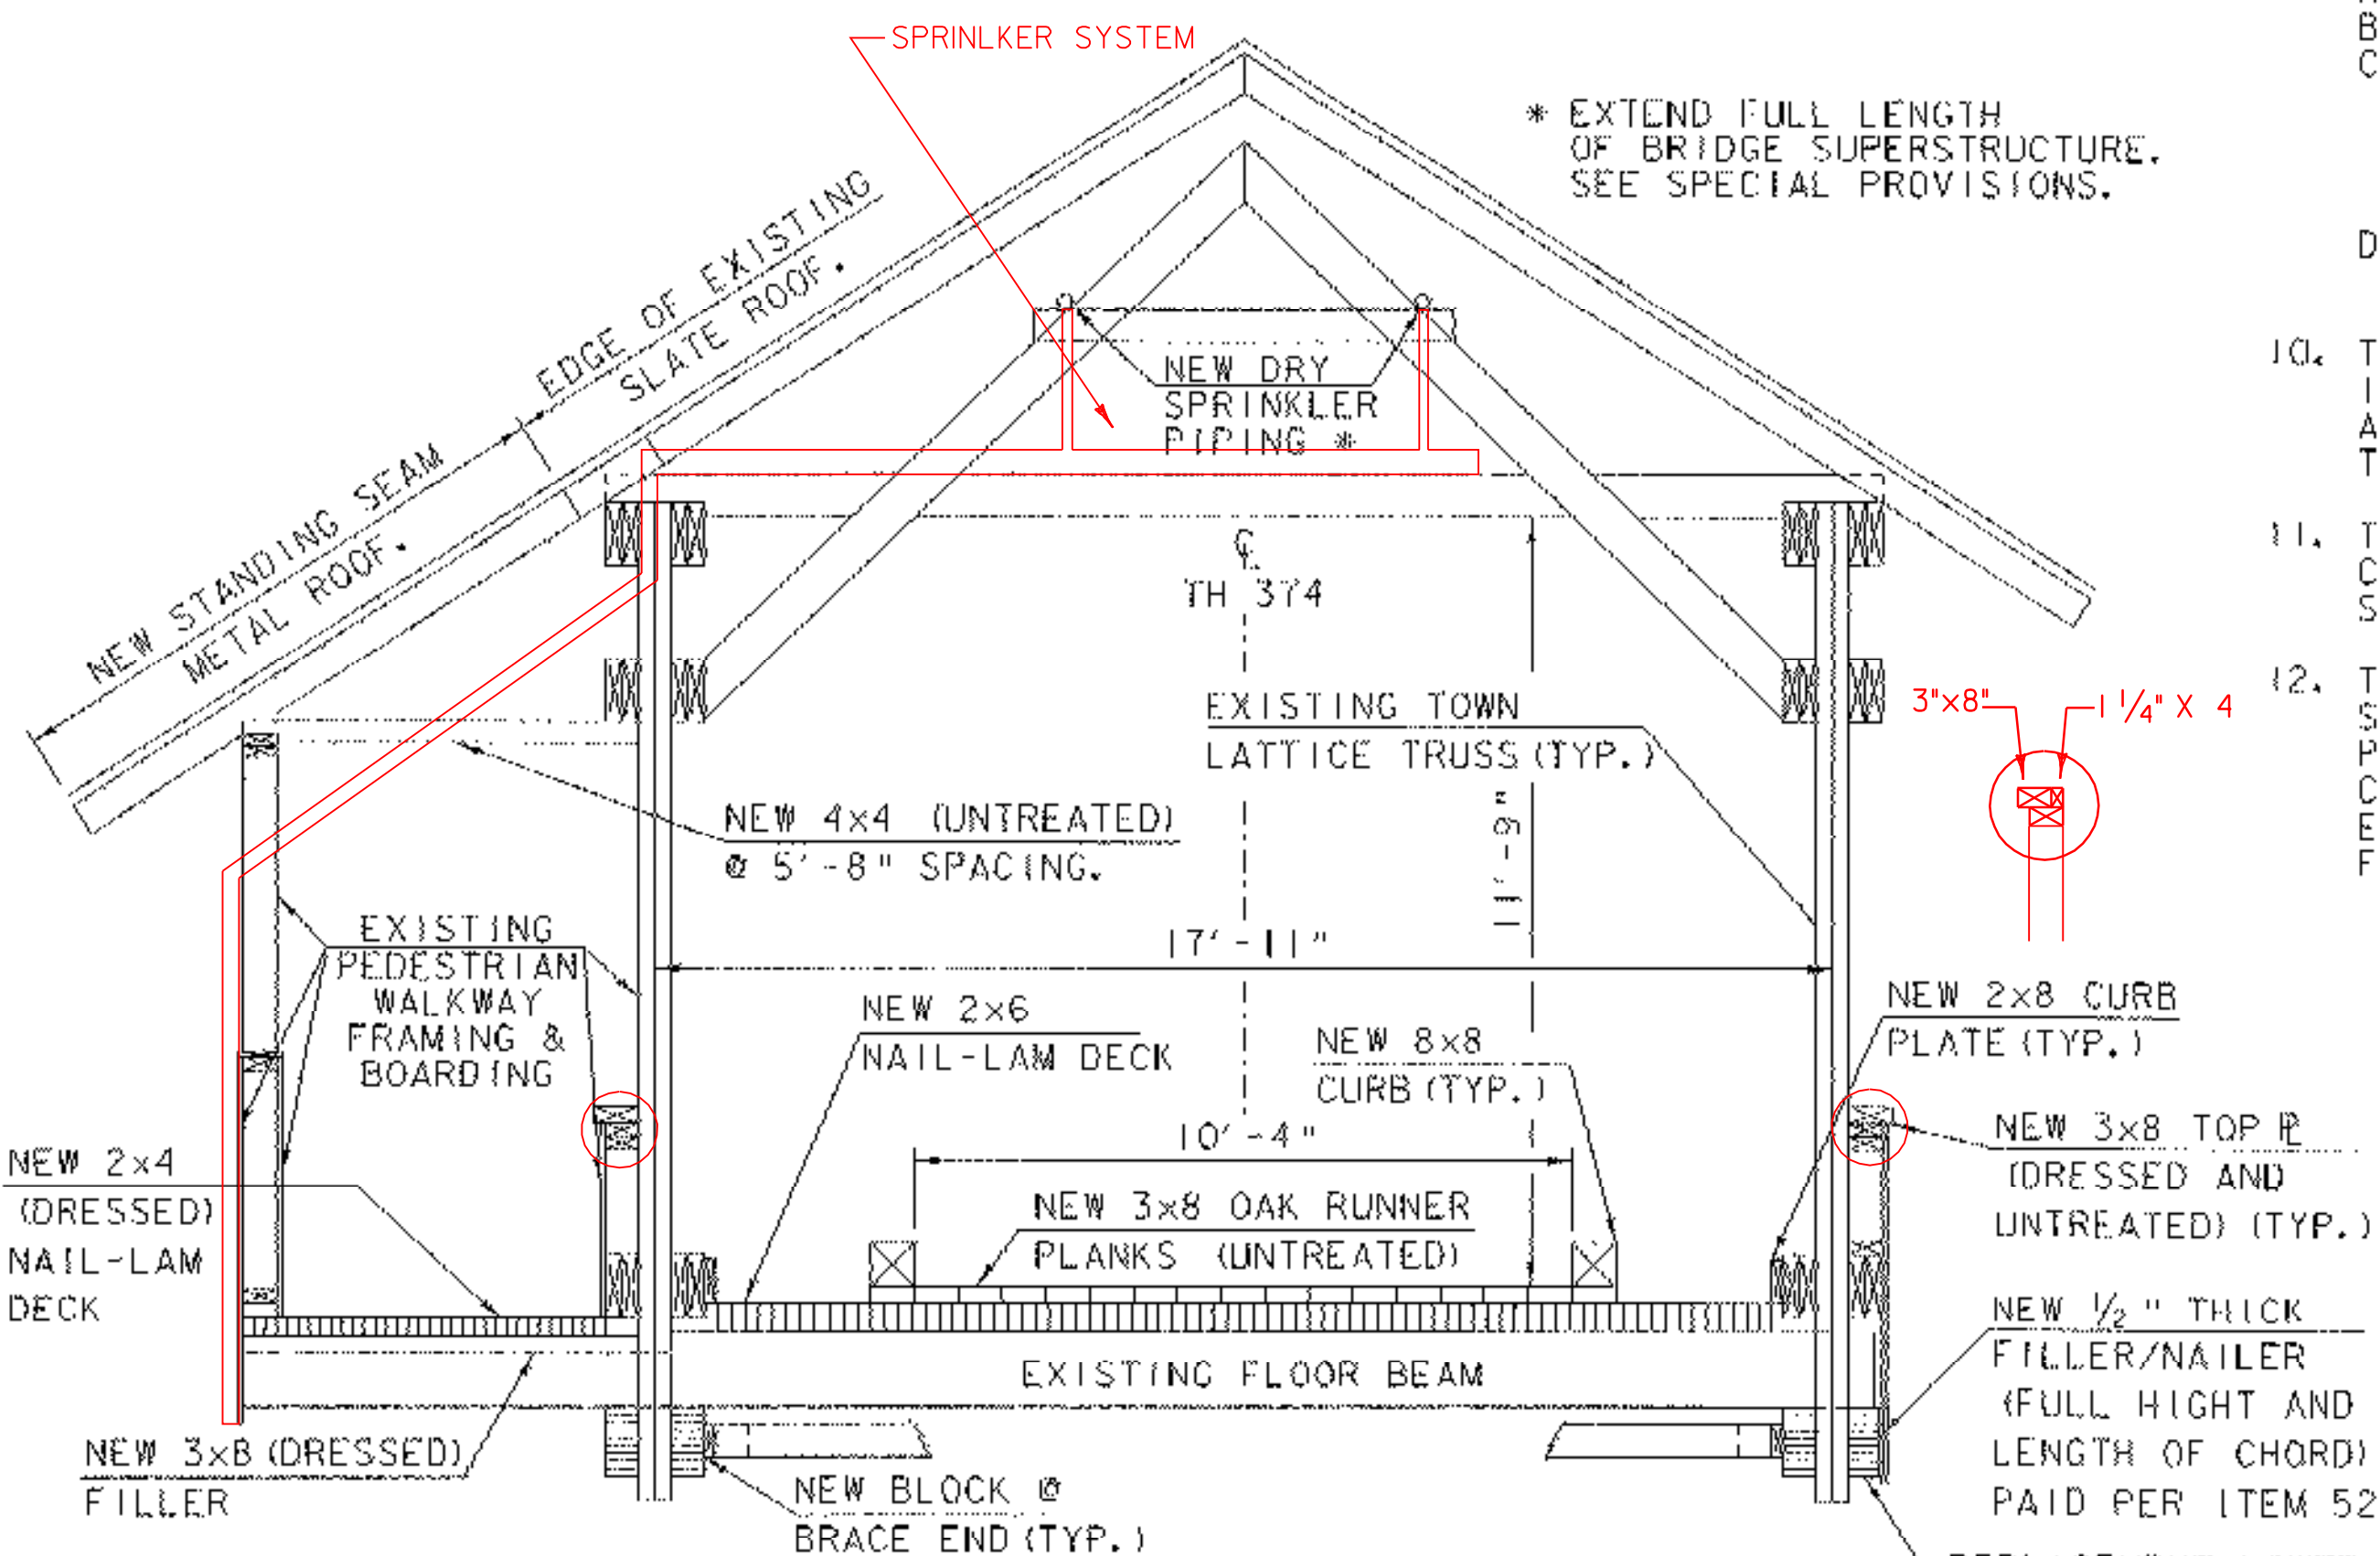 SPRINLKER SYSTEM
* EXTEND FULL LENGTH
OF BRIDGE SUPERSTRUCTURE.
SEE SPECIAL PROVISIONS.
B
C
D
EDGE OF EXISTING
SLATE ROOF.
NEW STANDING SEAM
METAL ROOF.
NEW DRY
SPRINKLER
PIPING *
10. T
I
A
T
11. T
C
S
12. T
S
P
C
E
F
℄
TH 374
EXISTING TOWN
LATTICE TRUSS (TYP.)
3"x8"
1 1/4" X 4
NEW 4x4 (UNTREATED)
@ 5'-8" SPACING.
11'-9"
17'-11"
EXISTING
PEDESTRIAN
WALKWAY
FRAMING &
BOARDING
NEW 2x6
NAIL-LAM DECK
NEW 8x8
CURB (TYP.)
NEW 2x8 CURB
PLATE (TYP.)
10'-4"
NEW 2x4
(DRESSED)
NAIL-LAM
DECK
NEW 3x8 OAK RUNNER
PLANKS (UNTREATED)
NEW 3x8 TOP PL
(DRESSED AND
UNTREATED) (TYP.)
EXISTING FLOOR BEAM
NEW 1/2" THICK
FILLER/NAILER
(FULL HIGHT AND
LENGTH OF CHORD)
PAID PER ITEM 52
NEW 3x8 (DRESSED)
FILLER
NEW BLOCK @
BRACE END (TYP.)